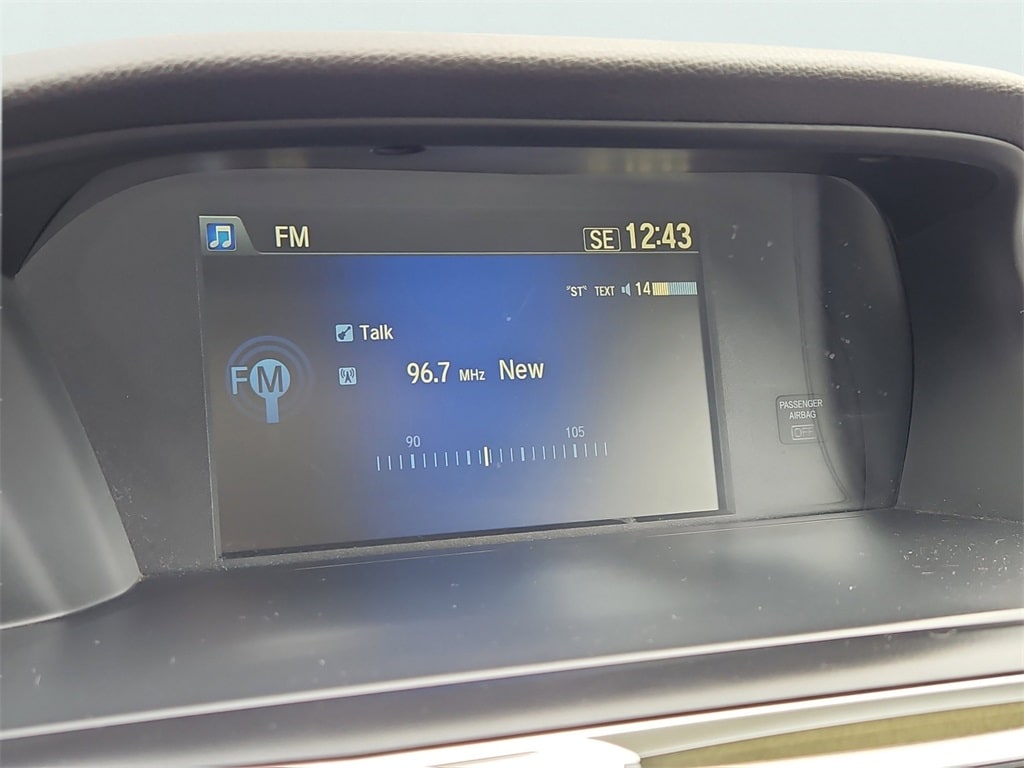 FM SE 12:43
"ST" TEXT 14
Talk
FM
96.7 MHz New
90 105
PASSENGER
AIRBAG
OFF